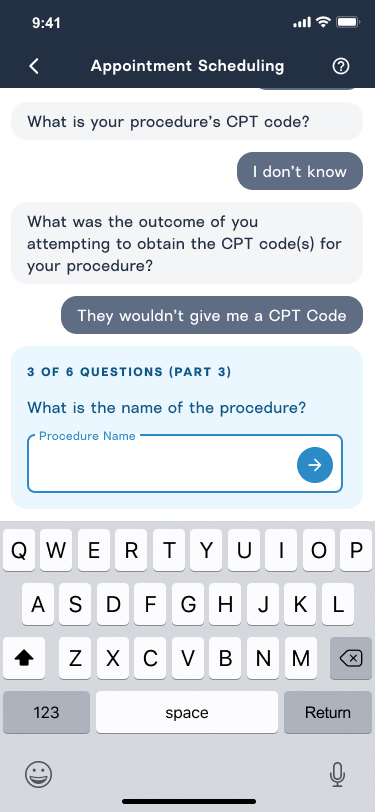 9:41
Appointment Scheduling
What is your procedure's CPT code?
I don't know
What was the outcome of you
attempting to obtain the CPT code(s) for
your procedure?
They wouldn't give me a CPT Code
3 OF 6 QUESTIONS (PART 3)
What is the name of the procedure?
Procedure Name
Q W E R T Y U I O P
A S D F G H J K L
Z X C V B N M
123 space Return